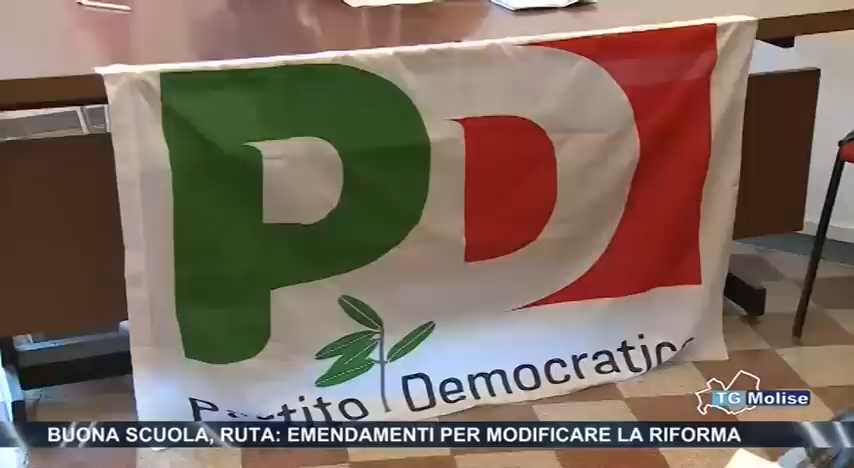 PD
Partito Democratico
TG Molise
BUONA SCUOLA, RUTA: EMENDAMENTI PER MODIFICARE LA RIFORMA